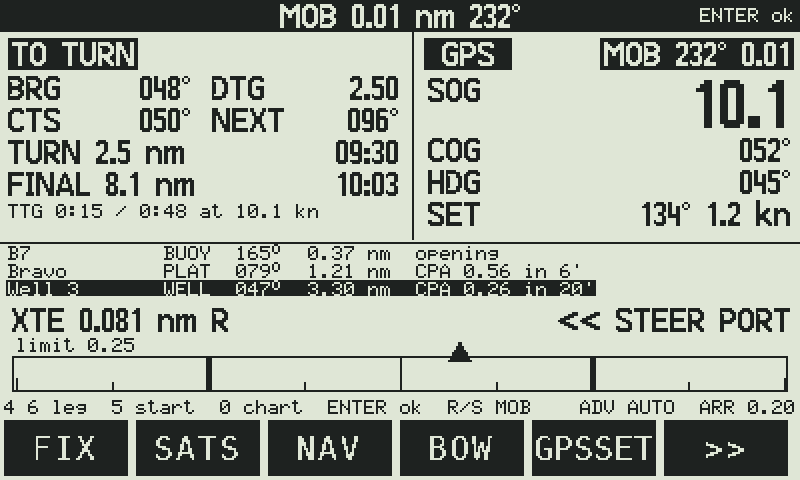 MOB 0.01 nm 232° ENTER ok
TO TURN
BRG 048° DTG 2.50
CTS 050° NEXT 096°
TURN 2.5 nm 09:30
FINAL 8.1 nm 10:03
TTG 0:15 / 0:48 at 10.1 kn
GPS MOB 232° 0.01
SOG 10.1
COG 052°
HDG 045°
SET 134° 1.2 kn
B7 BUOY 165° 0.37 nm opening
Bravo PLAT 079° 1.21 nm CPA 0.56 in 6'
Well 3 WELL 047° 3.30 nm CPA 0.26 in 20'
XTE 0.081 nm R << STEER PORT
limit 0.25
4 6 leg 5 start 0 chart ENTER ok R/S MOB ADV AUTO ARR 0.20
FIX SATS NAV BOW GPSSET >>